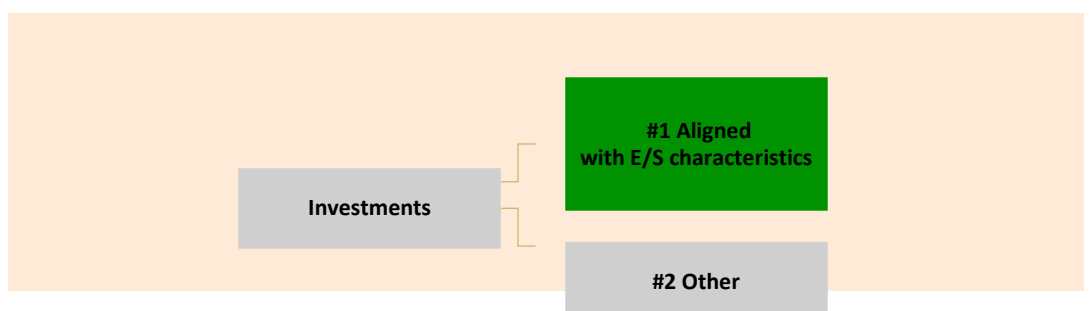 #1 Aligned
with E/S characteristics
Investments
#2 Other